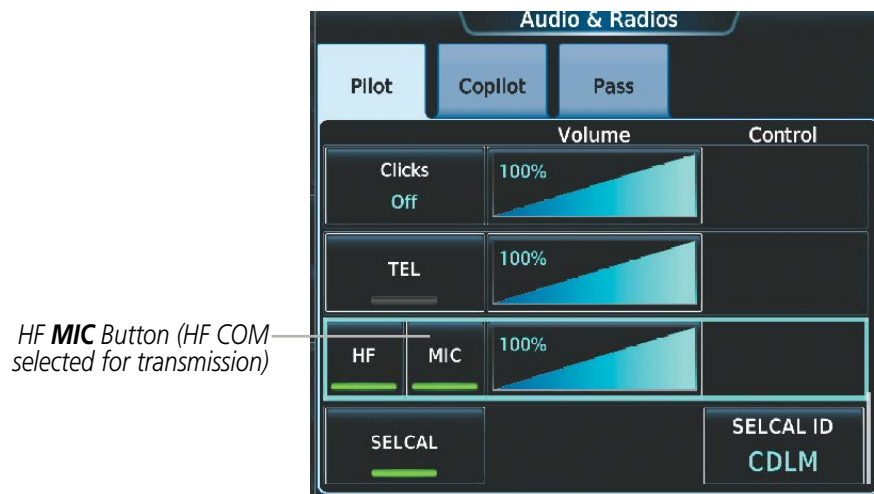 Audio & Radios
Pilot Copilot Pass
Volume Control
Clicks
Off
100%
TEL
100%
HF MIC Button (HF COM
selected for transmission)
HF MIC
100%
SELCAL
SELCAL ID
CDLM